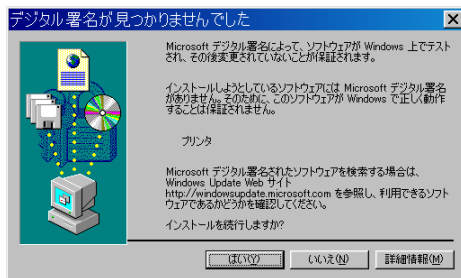 デジタル署名が見つかりませんでした
Microsoft デジタル署名によって、ソフトウェアが Windows 上でテスト
され、その後変更されていないことが保証されます。
インストールしようとしているソフトウェアには Microsoft デジタル署名
がありません。そのために、このソフトウェアが Windows で正しく動作
することは保証されません。
プリンタ
Microsoft デジタル署名されたソフトウェアを検索する場合は、
Windows Update Web サイト
http://windowsupdate.microsoft.com を参照し、利用できるソフト
ウェアであるかどうかを確認してください。
インストールを続行しますか?
はい(Y) いいえ(N) 詳細情報(M)